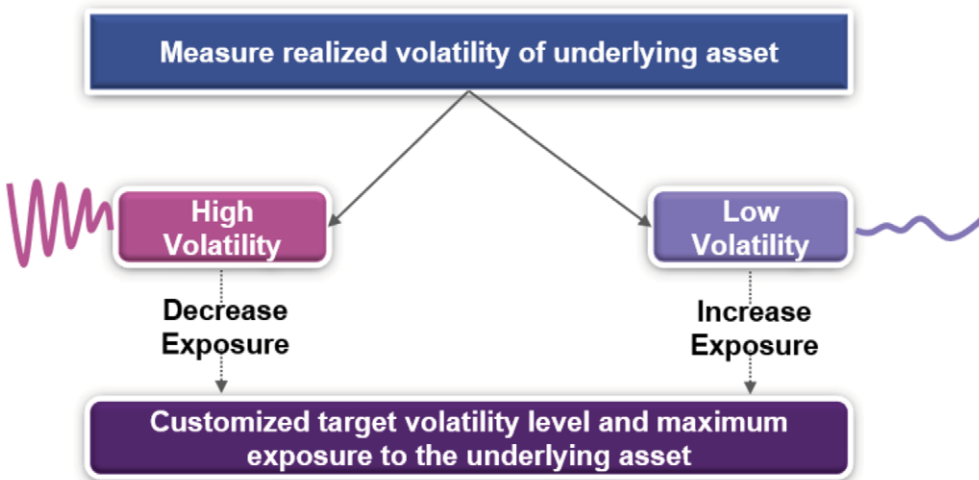 Measure realized volatility of underlying asset
High
Volatility
Low
Volatility
Decrease
Exposure
Increase
Exposure
Customized target volatility level and maximum
exposure to the underlying asset